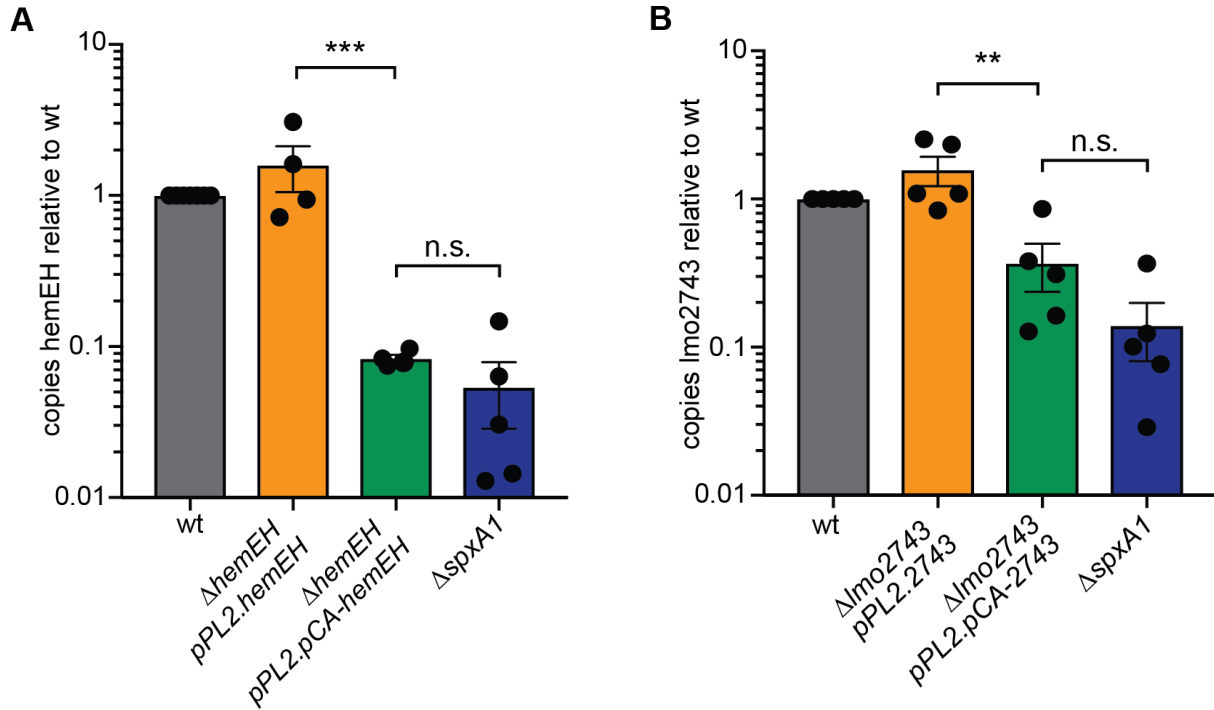 A
copies hemEH relative to wt
10
1
0.1
0.01
***
n.s.
wt
ΔhemEH
pPL2.hemEH
ΔhemEH
pPL2.pCA-hemEH
ΔspxA1
B
copies lmo2743 relative to wt
10
1
0.1
0.01
**
n.s.
wt
Δlmo2743
pPL2.2743
Δlmo2743
pPL2.pCA-2743
ΔspxA1